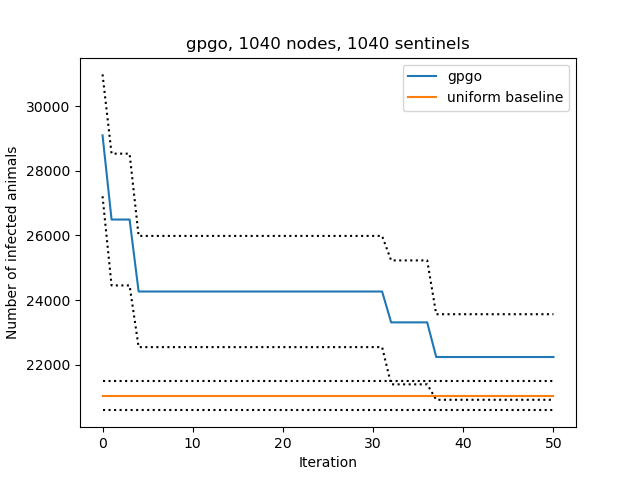 gpgo, 1040 nodes, 1040 sentinels
gpgo
uniform baseline
Number of infected animals
30000
28000
26000
24000
22000
0 10 20 30 40 50
Iteration